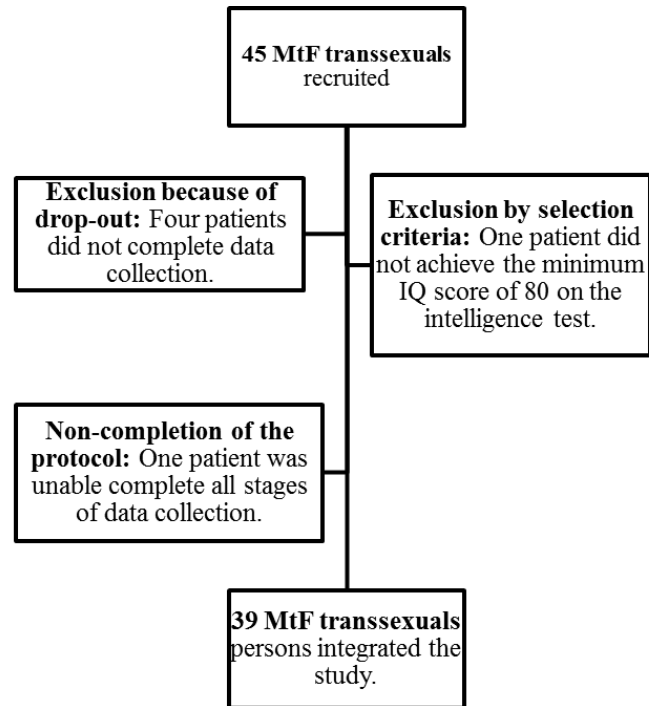 45 MtF transsexuals
recruited
Exclusion because of
drop-out: Four patients
did not complete data
collection.
Exclusion by selection
criteria: One patient did
not achieve the minimum
IQ score of 80 on the
intelligence test.
Non-completion of the
protocol: One patient was
unable complete all stages
of data collection.
39 MtF transsexuals
persons integrated the
study.